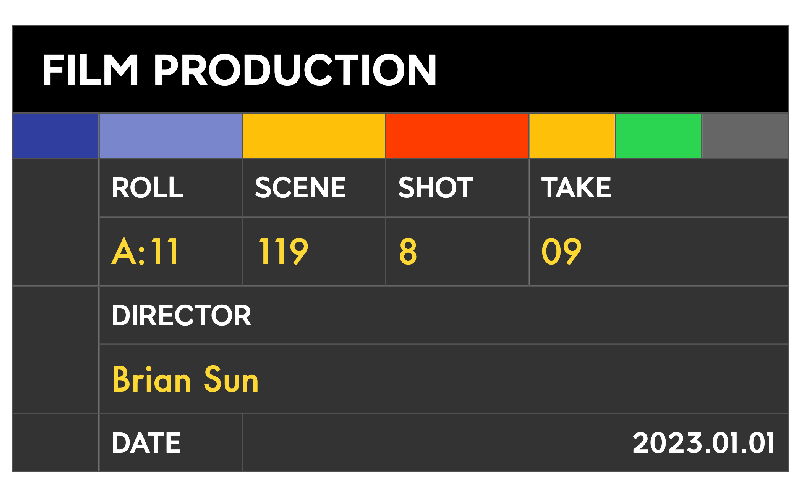 FILM PRODUCTION
ROLL SCENE SHOT TAKE
A:11 119 8 09
DIRECTOR
Brian Sun
DATE 2023.01.01